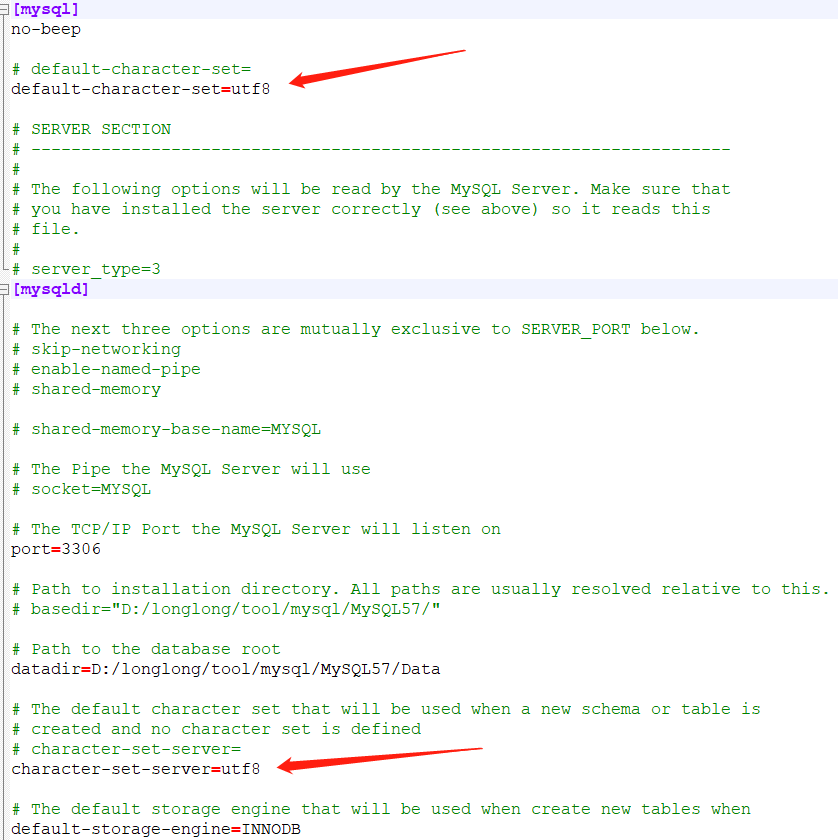 [mysql]
no-beep
# default-character-set=
default-character-set=utf8
# SERVER SECTION
# ----------------------------------------------------------------------
#
# The following options will be read by the MySQL Server. Make sure that
# you have installed the server correctly (see above) so it reads this
# file.
#
# server_type=3
[mysqld]
# The next three options are mutually exclusive to SERVER_PORT below.
# skip-networking
# enable-named-pipe
# shared-memory
# shared-memory-base-name=MYSQL
# The Pipe the MySQL Server will use
# socket=MYSQL
# The TCP/IP Port the MySQL Server will listen on
port=3306
# Path to installation directory. All paths are usually resolved relative to this.
# basedir="D:/longlong/tool/mysql/MySQL57/"
# Path to the database root
datadir=D:/longlong/tool/mysql/MySQL57/Data
# The default character set that will be used when a new schema or table is
# created and no character set is defined
# character-set-server=
character-set-server=utf8
# The default storage engine that will be used when create new tables when
default-storage-engine=INNODB